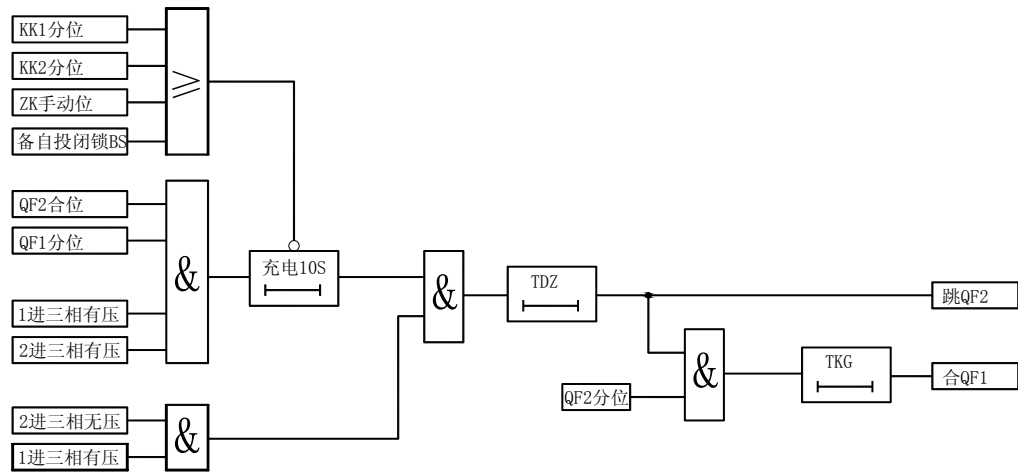 KK1分位
KK2分位
ZK手动位
备自投闭锁BS
≥
QF2合位
QF1分位
1进三相有压
2进三相有压
&
充电10S
2进三相无压
1进三相有压
&
&
TDZ
跳QF2
QF2分位
&
TKG
合QF1